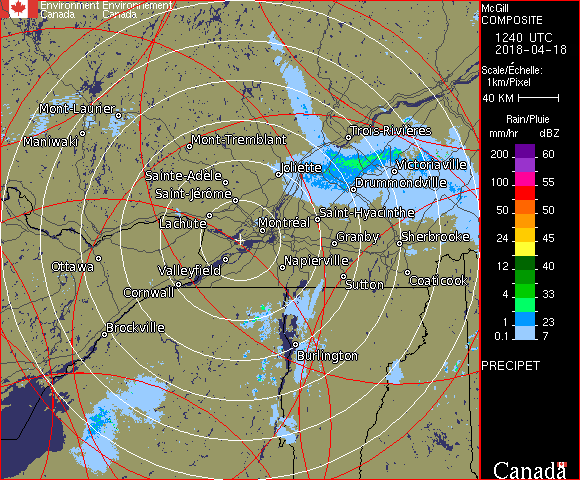 Environment Environnement
Canada Canada
McGill
COMPOSITE
1240 UTC
2018-04-18
Scale/Échelle:
1km/Pixel
40 KM
Rain/Pluie
mm/hr dBZ
200 60
100 55
50 50
24 45
12 40
4 33
1 23
0.1 7
PRECIPET
Canada
Mont-Laurier
Maniwaki
Mont-Tremblant
Trois-Rivières
Joliette
Victoriaville
Sainte-Adèle
Drummondville
Saint-Jérôme
Lachute
Montréal
Saint-Hyacinthe
Granby
Sherbrooke
Ottawa
Valleyfield
Napierville
Cornwall
Sutton
Coaticook
Brockville
Burlington